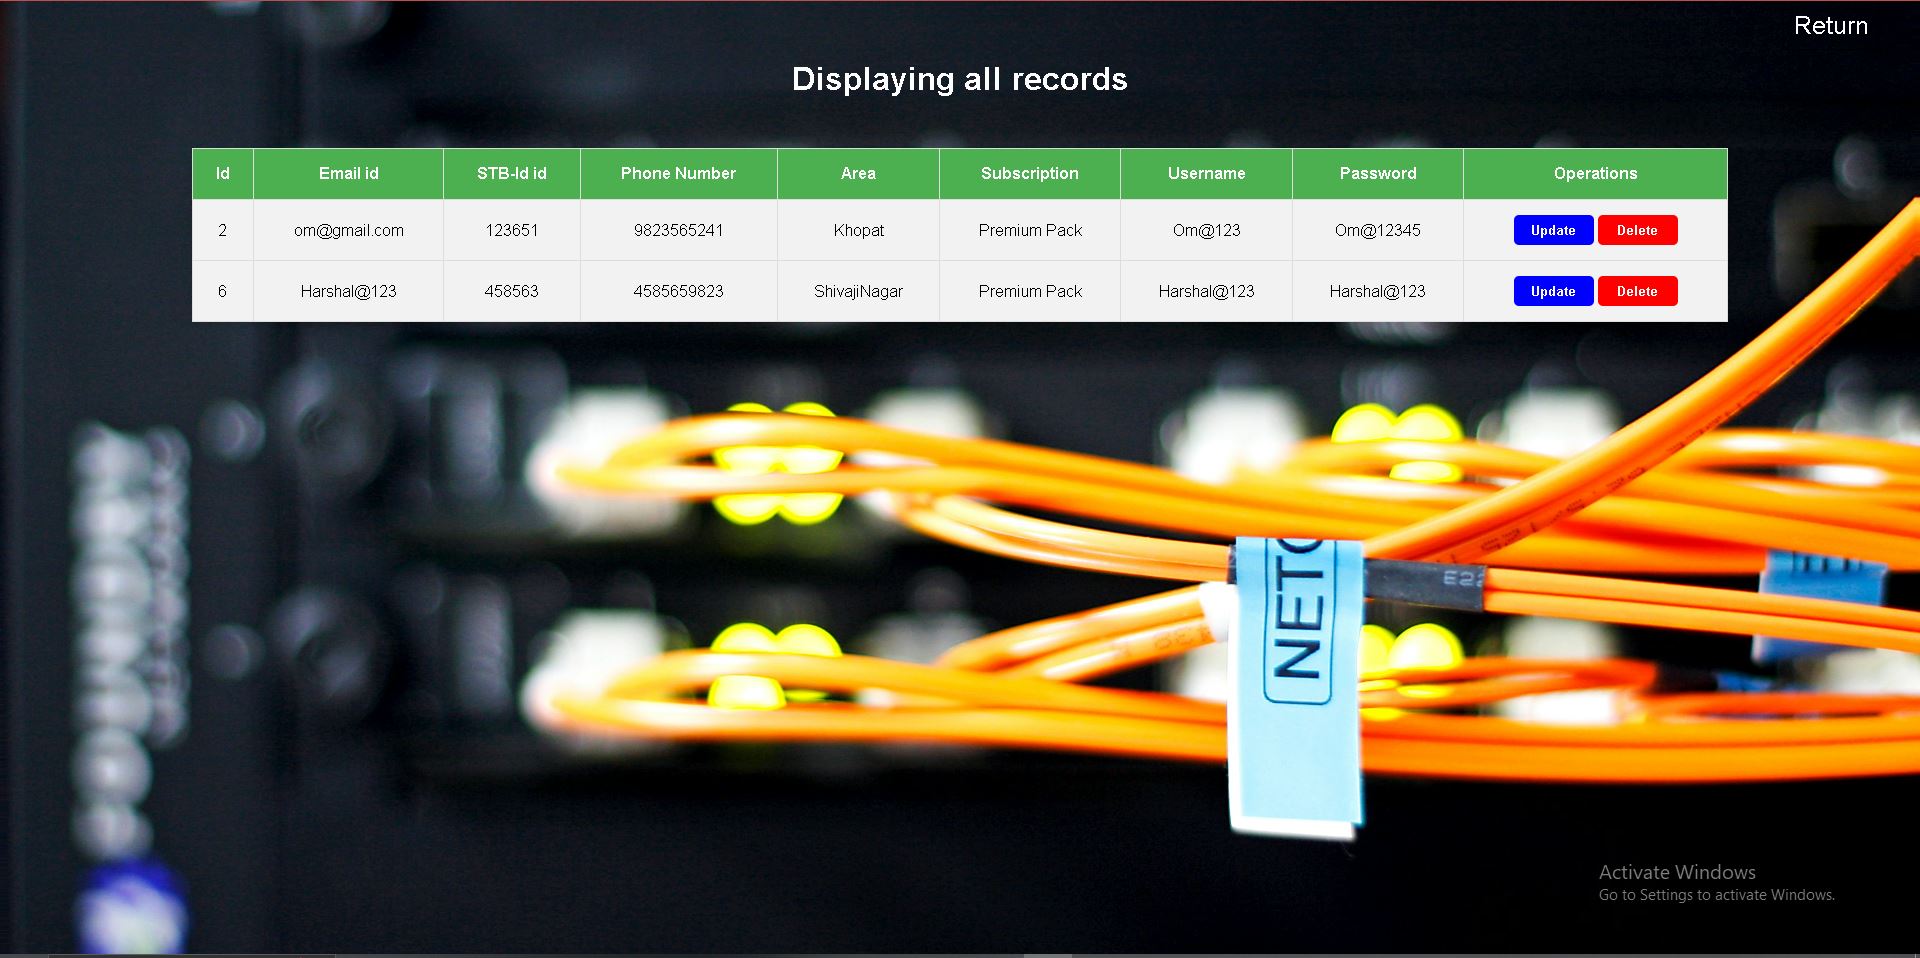 Return
Displaying all records
Id Email id STB-Id id Phone Number Area Subscription Username Password Operations
2 om@gmail.com 123651 9823565241 Khopat Premium Pack Om@123 Om@12345 Update Delete
6 Harshal@123 458563 4585659823 ShivajiNagar Premium Pack Harshal@123 Harshal@123 Update Delete
NETC
Activate Windows
Go to Settings to activate Windows.